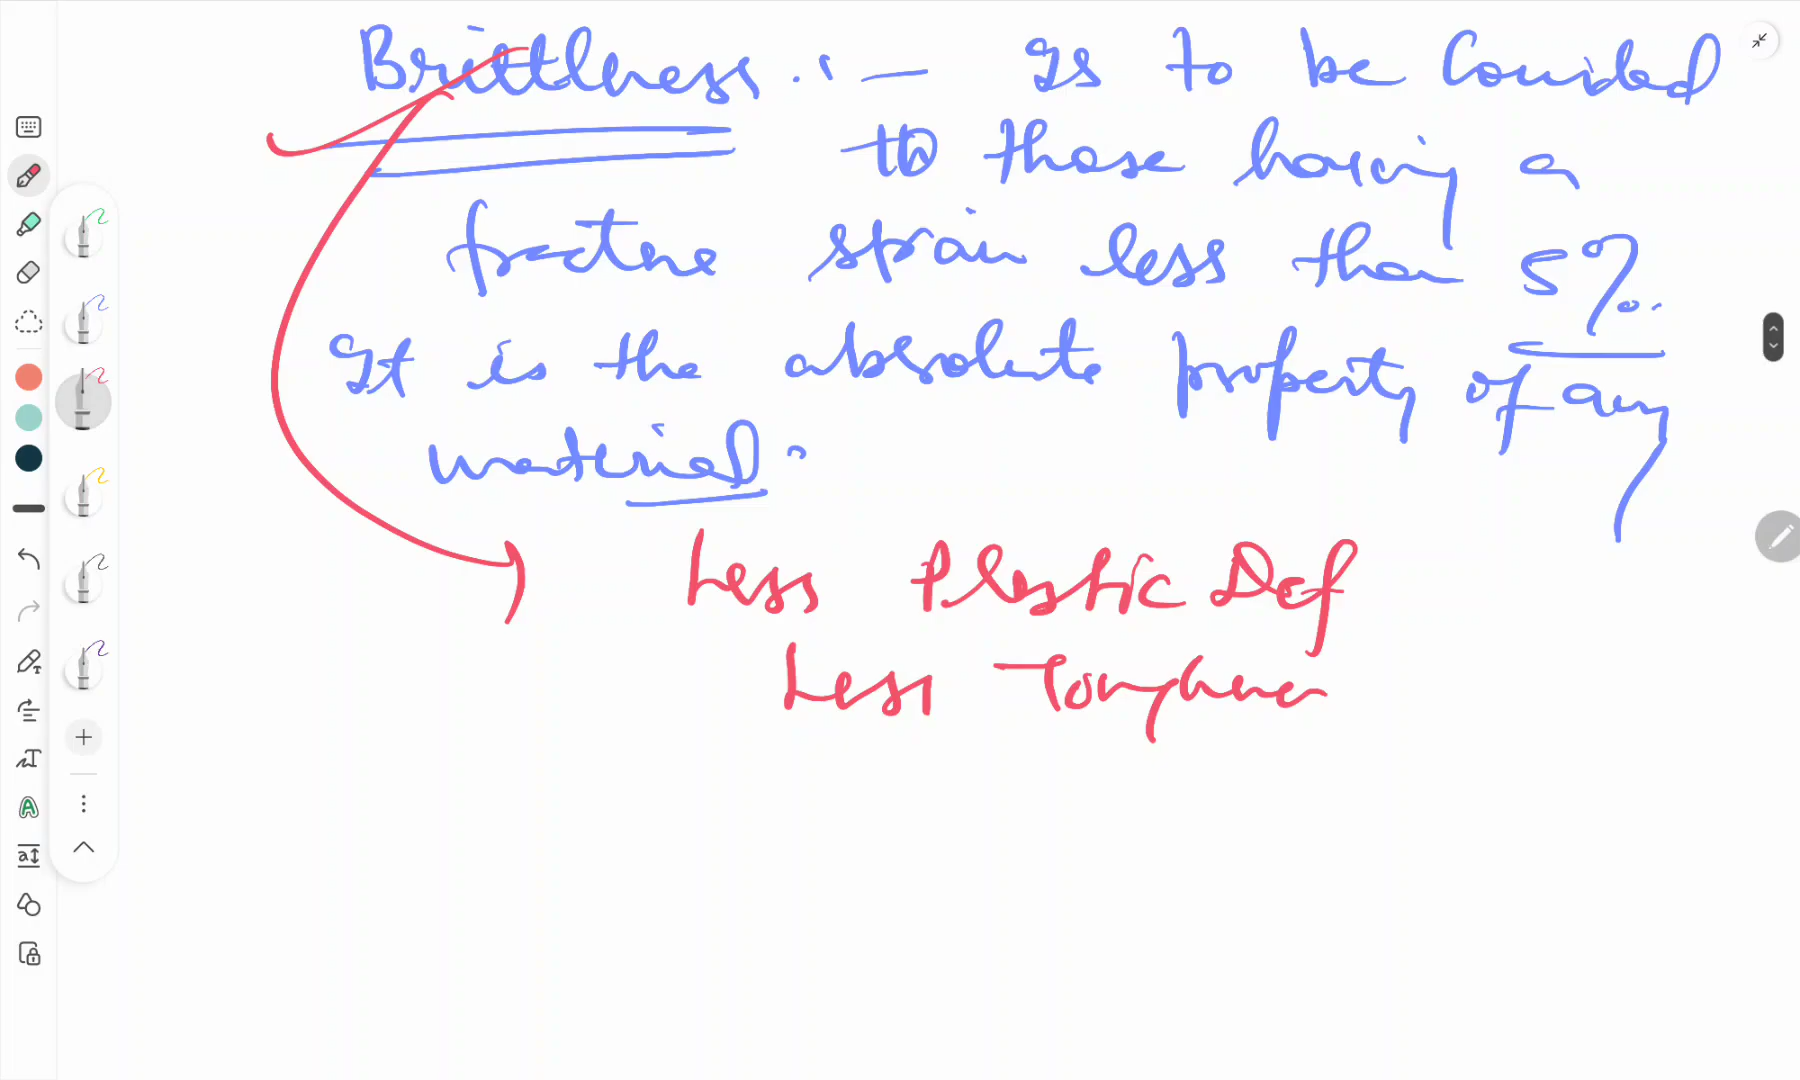 Brittleness :- Is to be Considred
to those having a
fracture strain less than 5%.
It is the absolute property of any
material.
Less Plastic Def
Less Toughness